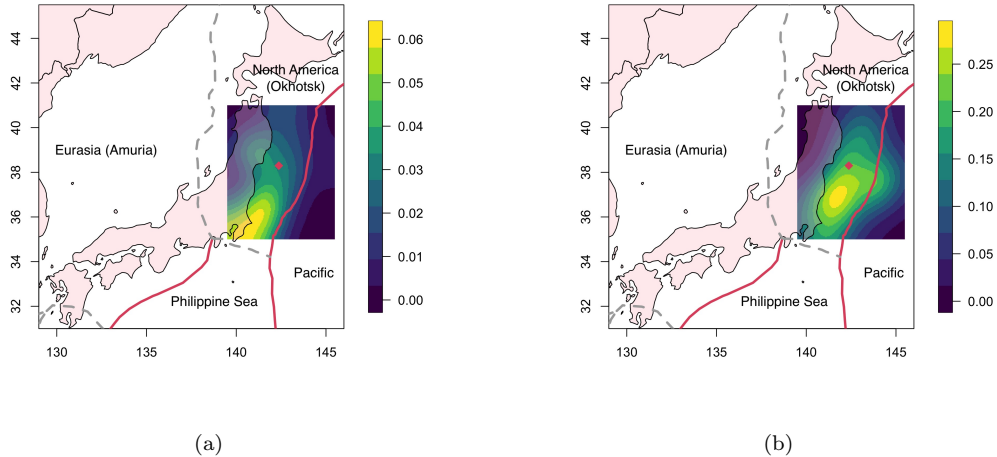 44
42
40
38
36
34
32
130
135
140
145
North America
(Okhotsk)
Eurasia (Amuria)
Pacific
Philippine Sea
0.06
0.05
0.04
0.03
0.02
0.01
0.00
(a)
44
42
40
38
36
34
32
130
135
140
145
North America
(Okhotsk)
Eurasia (Amuria)
Pacific
Philippine Sea
0.25
0.20
0.15
0.10
0.05
0.00
(b)